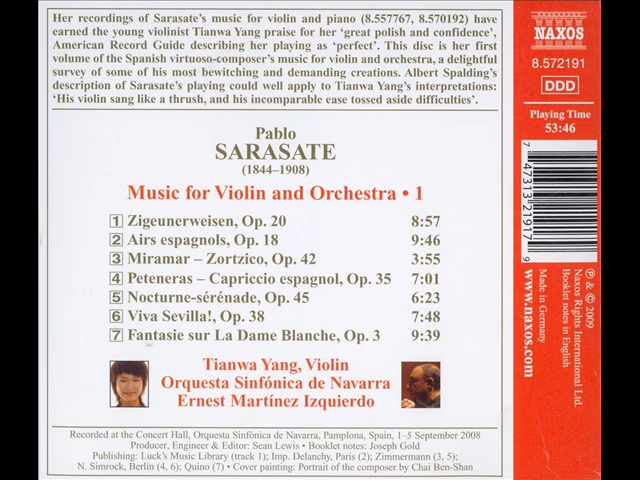 Her recordings of Sarasate's music for violin and piano (8.557767, 8.570192) have
earned the young violinist Tianwa Yang praise for her 'great polish and confidence',
American Record Guide describing her playing as 'perfect'. This disc is her first
volume of the Spanish virtuoso-composer's music for violin and orchestra, a delightful
survey of some of his most bewitching and demanding creations. Albert Spalding's
description of Sarasate's playing could well apply to Tianwa Yang's interpretations:
'His violin sang like a thrush, and his incomparable ease tossed aside difficulties'.
Pablo
SARASATE
(1844–1908)
Music for Violin and Orchestra • 1
1 Zigeunerweisen, Op. 20 8:57
2 Airs espagnols, Op. 18 9:46
3 Miramar – Zortzico, Op. 42 3:55
4 Peteneras – Capriccio espagnol, Op. 35 7:01
5 Nocturne-sérénade, Op. 45 6:23
6 Viva Sevilla!, Op. 38 7:48
7 Fantasie sur La Dame Blanche, Op. 3 9:39
Tianwa Yang, Violin
Orquesta Sinfónica de Navarra
Ernest Martínez Izquierdo
Recorded at the Concert Hall, Orquesta Sinfónica de Navarra, Pamplona, Spain, 1–5 September 2008
Producer, Engineer & Editor: Sean Lewis • Booklet notes: Joseph Gold
Publishing: Luck's Music Library (track 1); Imp. Delanchy, Paris (2); Zimmermann (3, 5);
N. Simrock, Berlin (4, 6); Quino (7) • Cover painting: Portrait of the composer by Chai Ben-Shan
NAXOS
8.572191
DDD
Playing Time
53:46
7 47313 21917 9
℗ & © 2009
Naxos Rights International Ltd.
Booklet notes in English
Made in Germany
www.naxos.com